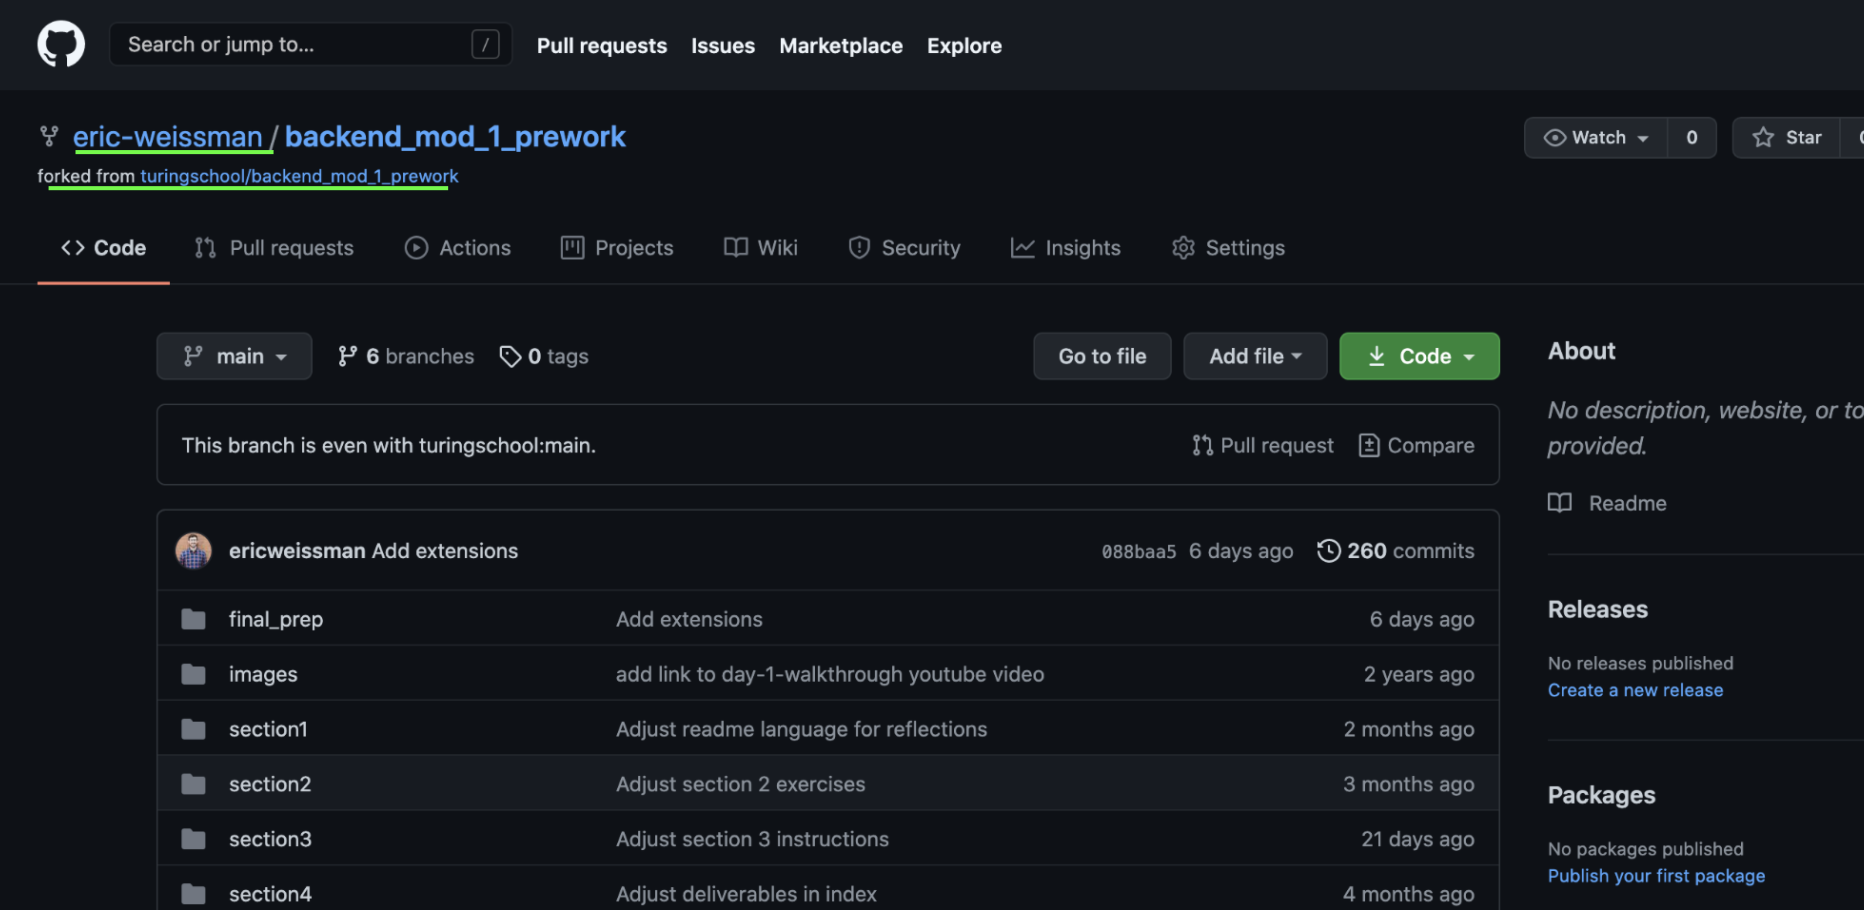 Search or jump to... /
Pull requests Issues Marketplace Explore
eric-weissman / backend_mod_1_prework
Watch 0 Star
forked from turingschool/backend_mod_1_prework
Code Pull requests Actions Projects Wiki Security Insights Settings
main 6 branches 0 tags Go to file Add file Code
This branch is even with turingschool:main. Pull request Compare
ericweissman Add extensions 088baa5 6 days ago 260 commits
final_prep Add extensions 6 days ago
images add link to day-1-walkthrough youtube video 2 years ago
section1 Adjust readme language for reflections 2 months ago
section2 Adjust section 2 exercises 3 months ago
section3 Adjust section 3 instructions 21 days ago
section4 Adjust deliverables in index 4 months ago
About
No description, website, or to
provided.
Readme
Releases
No releases published
Create a new release
Packages
No packages published
Publish your first package